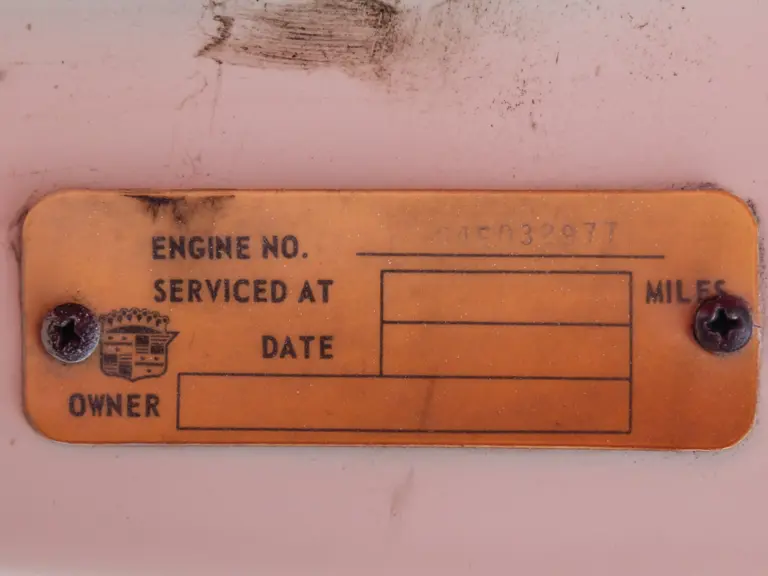 ENGINE NO.
SERVICED AT MILES
DATE
OWNER